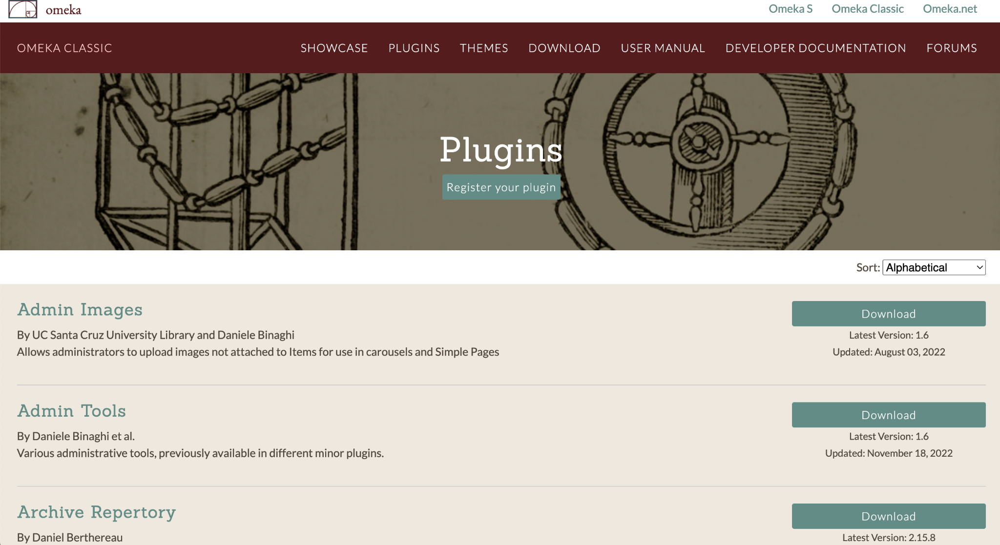 omeka
Omeka S Omeka Classic Omeka.net
OMEKA CLASSIC SHOWCASE PLUGINS THEMES DOWNLOAD USER MANUAL DEVELOPER DOCUMENTATION FORUMS
Plugins
Register your plugin
Sort: Alphabetical
Admin Images
By UC Santa Cruz University Library and Daniele Binaghi
Allows administrators to upload images not attached to Items for use in carousels and Simple Pages
Download
Latest Version: 1.6
Updated: August 03, 2022
Admin Tools
By Daniele Binaghi et al.
Various administrative tools, previously available in different minor plugins.
Download
Latest Version: 1.6
Updated: November 18, 2022
Archive Repertory
By Daniel Berthereau
Download
Latest Version: 2.15.8